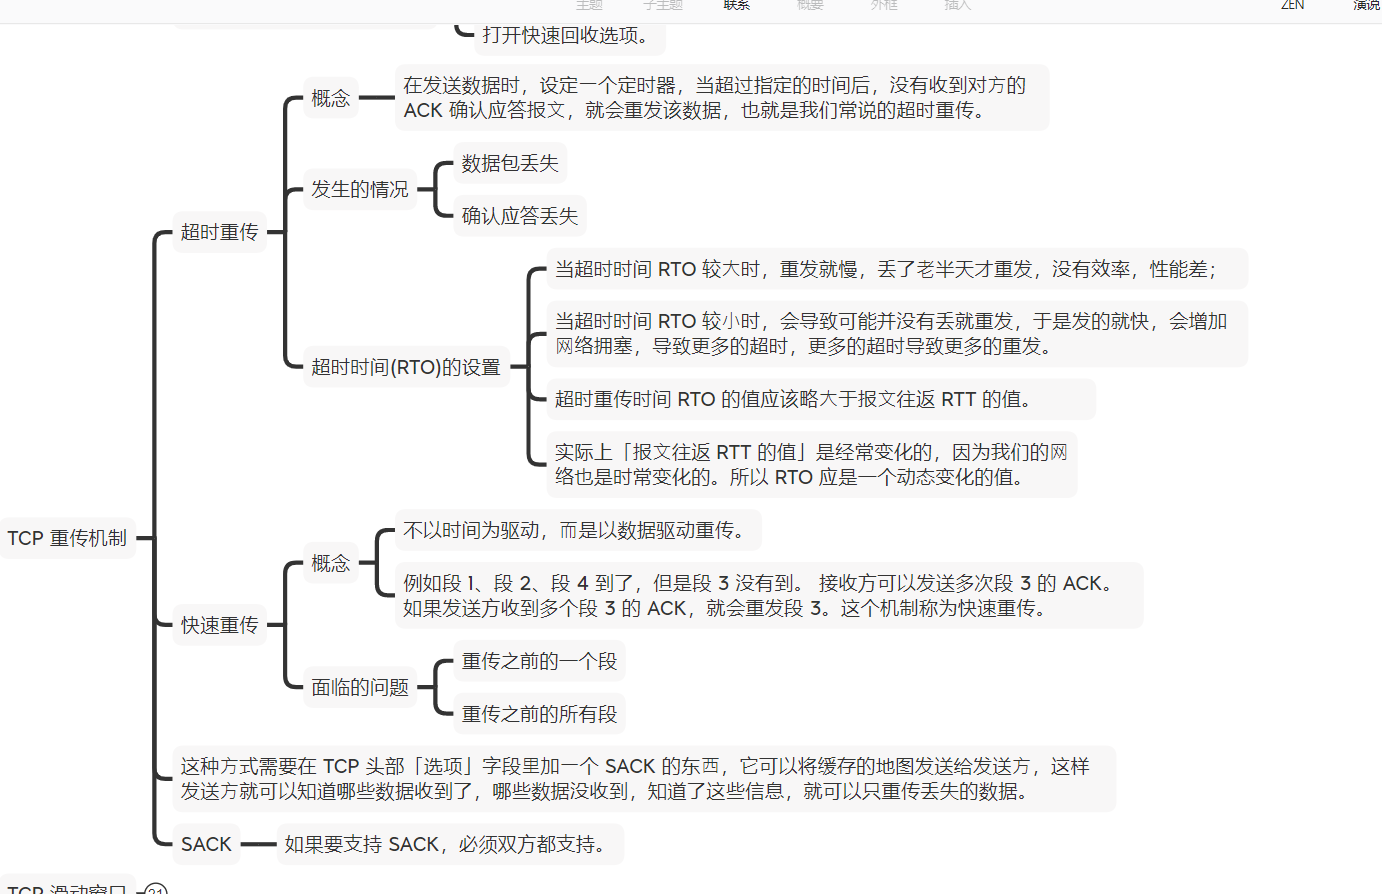 主题 子主题 联系 概要 外框 插入 ZEN 演说
打开快速回收选项。
概念
在发送数据时，设定一个定时器，当超过指定的时间后，没有收到对方的
ACK 确认应答报文，就会重发该数据，也就是我们常说的超时重传。
发生的情况
数据包丢失
确认应答丢失
超时重传
超时时间(RTO)的设置
当超时时间 RTO 较大时，重发就慢，丢了老半天才重发，没有效率，性能差；
当超时时间 RTO 较小时，会导致可能并没有丢就重发，于是发的就快，会增加
网络拥塞，导致更多的超时，更多的超时导致更多的重发。
超时重传时间 RTO 的值应该略大于报文往返 RTT 的值。
实际上「报文往返 RTT 的值」是经常变化的，因为我们的网
络也是时常变化的。所以 RTO 应是一个动态变化的值。
TCP 重传机制
快速重传
概念
不以时间为驱动，而是以数据驱动重传。
例如段 1、段 2、段 4 到了，但是段 3 没有到。 接收方可以发送多次段 3 的 ACK。
如果发送方收到多个段 3 的 ACK，就会重发段 3。这个机制称为快速重传。
面临的问题
重传之前的一个段
重传之前的所有段
这种方式需要在 TCP 头部「选项」字段里加一个 SACK 的东西，它可以将缓存的地图发送给发送方，这样
发送方就可以知道哪些数据收到了，哪些数据没收到，知道了这些信息，就可以只重传丢失的数据。
SACK
如果要支持 SACK，必须双方都支持。
TCP 滑动窗口 21